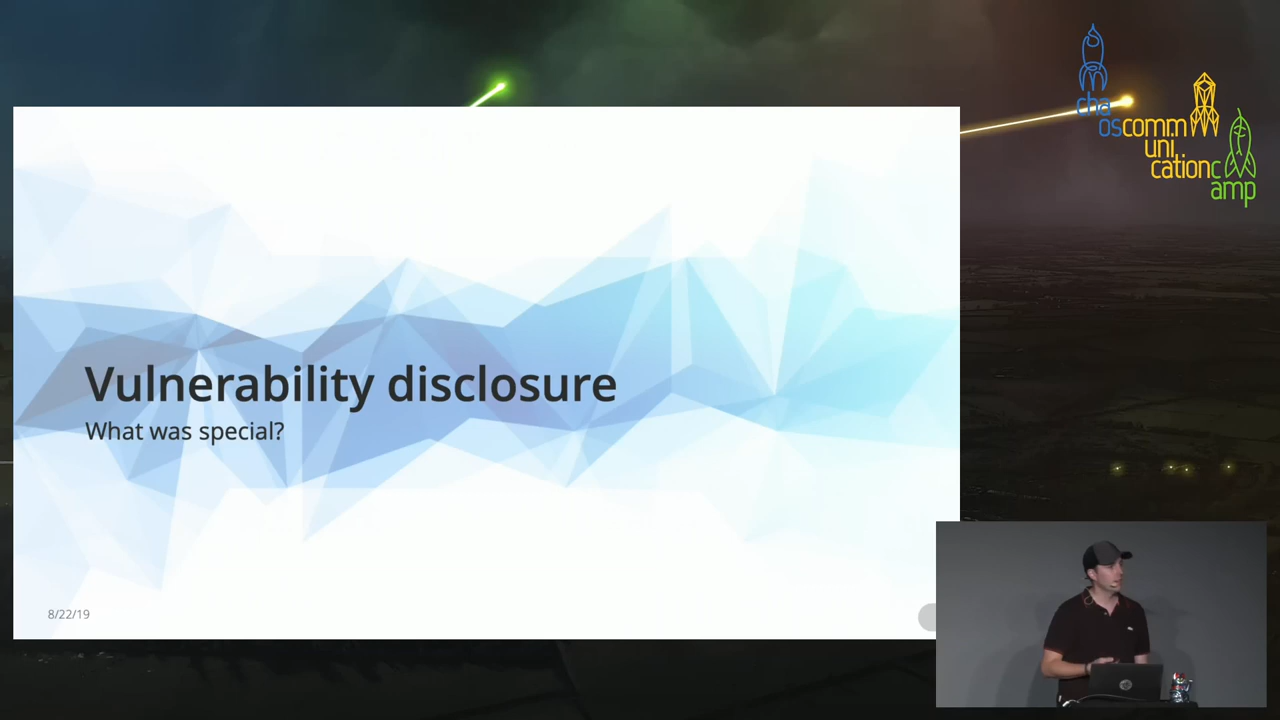 Vulnerability disclosure
What was special?
8/22/19
cha
oscomm
uni
cationc
amp